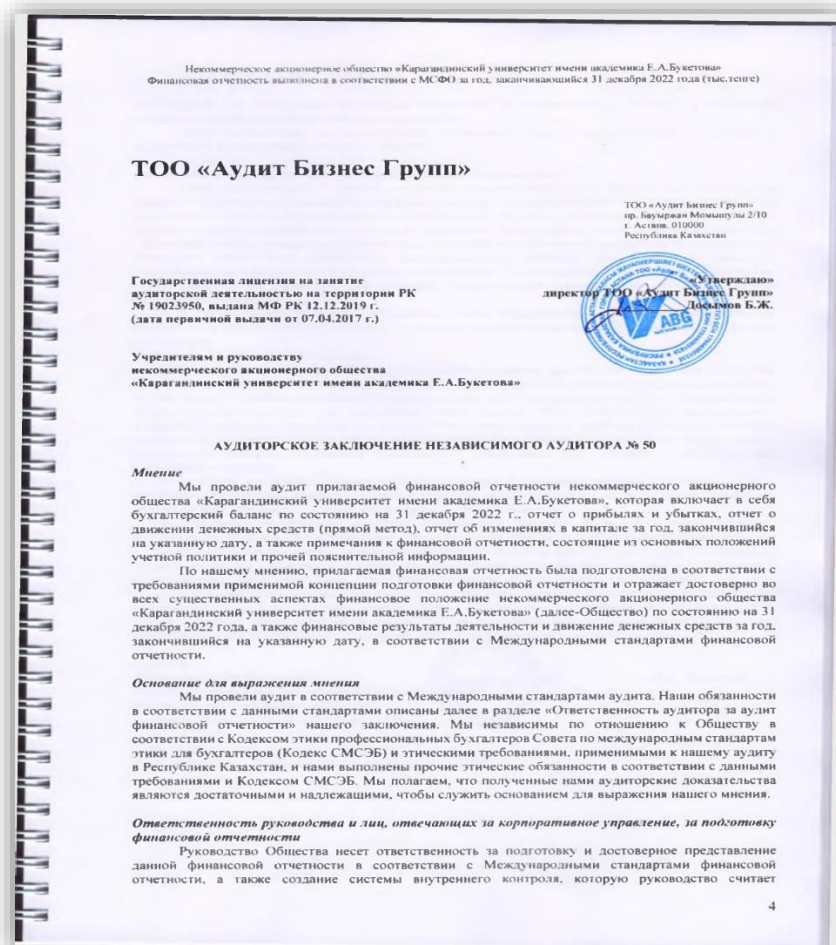 Некоммерческое акционерное общество «Карагандинский университет имени академика Е.А.Букетова»
Финансовая отчетность выполнена в соответствии с МСФО за год, заканчивающийся 31 декабря 2022 года (тыс.тенге)
ТОО «Аудит Бизнес Групп»
ТОО «Аудит Бизнес Групп»
пр. Бауыржан Момышулы 2/10
г. Астана, 010000
Республика Казахстан
Государственная лицензия на занятие
аудиторской деятельностью на территории РК
№ 19023950, выдана МФ РК 12.12.2019 г.
(дата первичной выдачи от 07.04.2017 г.)
«Утверждаю»
директор ТОО «Аудит Бизнес Групп»
Досымов Б.Ж.
ABG
Учредителям и руководству
некоммерческого акционерного общества
«Карагандинский университет имени академика Е.А.Букетова»
АУДИТОРСКОЕ ЗАКЛЮЧЕНИЕ НЕЗАВИСИМОГО АУДИТОРА № 50
Мнение
Мы провели аудит прилагаемой финансовой отчетности некоммерческого акционерного
общества «Карагандинский университет имени академика Е.А.Букетова», которая включает в себя
бухгалтерский баланс по состоянию на 31 декабря 2022 г., отчет о прибылях и убытках, отчет о
движении денежных средств (прямой метод), отчет об изменениях в капитале за год, закончившийся
на указанную дату, а также примечания к финансовой отчетности, состоящие из основных положений
учетной политики и прочей пояснительной информации.
По нашему мнению, прилагаемая финансовая отчетность была подготовлена в соответствии с
требованиями применимой концепции подготовки финансовой отчетности и отражает достоверно во
всех существенных аспектах финансовое положение некоммерческого акционерного общества
«Карагандинский университет имени академика Е.А.Букетова» (далее-Общество) по состоянию на 31
декабря 2022 года, а также финансовые результаты деятельности и движение денежных средств за год,
закончившийся на указанную дату, в соответствии с Международными стандартами финансовой
отчетности.
Основание для выражения мнения
Мы провели аудит в соответствии с Международными стандартами аудита. Наши обязанности
в соответствии с данными стандартами описаны далее в разделе «Ответственность аудитора за аудит
финансовой отчетности» нашего заключения. Мы независимы по отношению к Обществу в
соответствии с Кодексом этики профессиональных бухгалтеров Совета по международным стандартам
этики для бухгалтеров (Кодекс СМСЭБ) и этическими требованиями, применимыми к нашему аудиту
в Республике Казахстан, и нами выполнены прочие этические обязанности в соответствии с данными
требованиями и Кодексом СМСЭБ. Мы полагаем, что полученные нами аудиторские доказательства
являются достаточными и надлежащими, чтобы служить основанием для выражения нашего мнения.
Ответственность руководства и лиц, отвечающих за корпоративное управление, за подготовку
финансовой отчетности
Руководство Общества несет ответственность за подготовку и достоверное представление
данной финансовой отчетности в соответствии с Международными стандартами финансовой
отчетности, а также создание системы внутреннего контроля, которую руководство считает
4